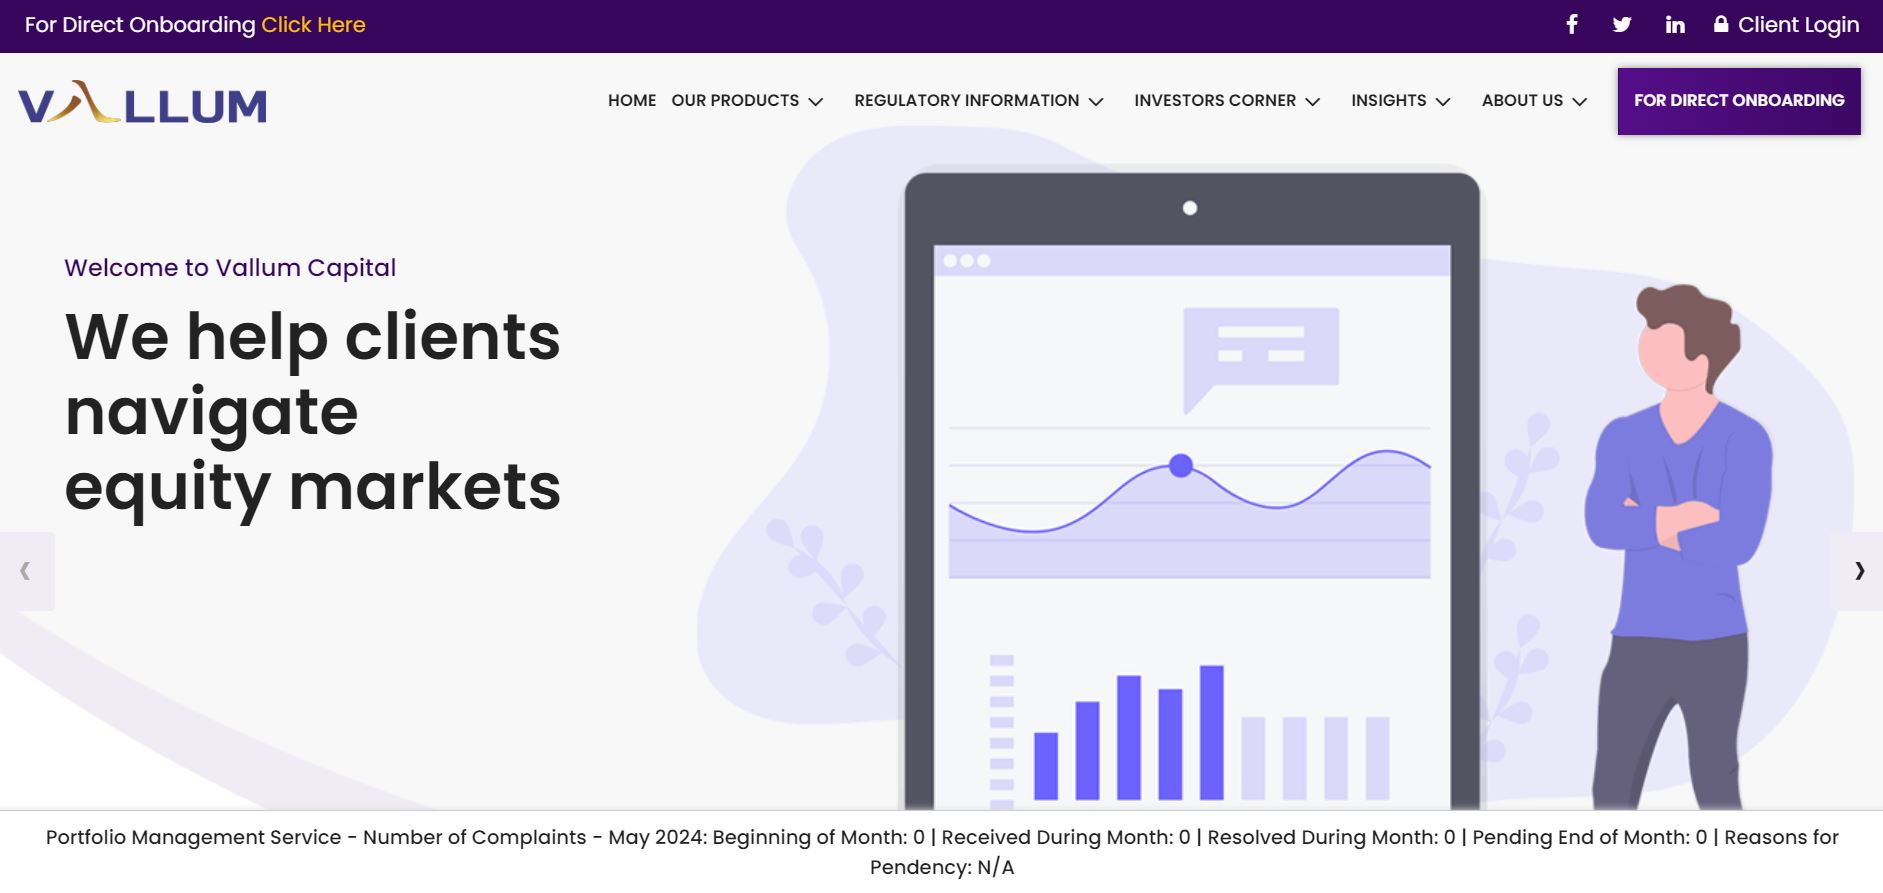 For Direct Onboarding Click Here
Client Login
VALLUM
HOME OUR PRODUCTS REGULATORY INFORMATION INVESTORS CORNER INSIGHTS ABOUT US FOR DIRECT ONBOARDING
Welcome to Vallum Capital
We help clients
navigate
equity markets
Portfolio Management Service - Number of Complaints - May 2024: Beginning of Month: 0 | Received During Month: 0 | Resolved During Month: 0 | Pending End of Month: 0 | Reasons for
Pendency: N/A